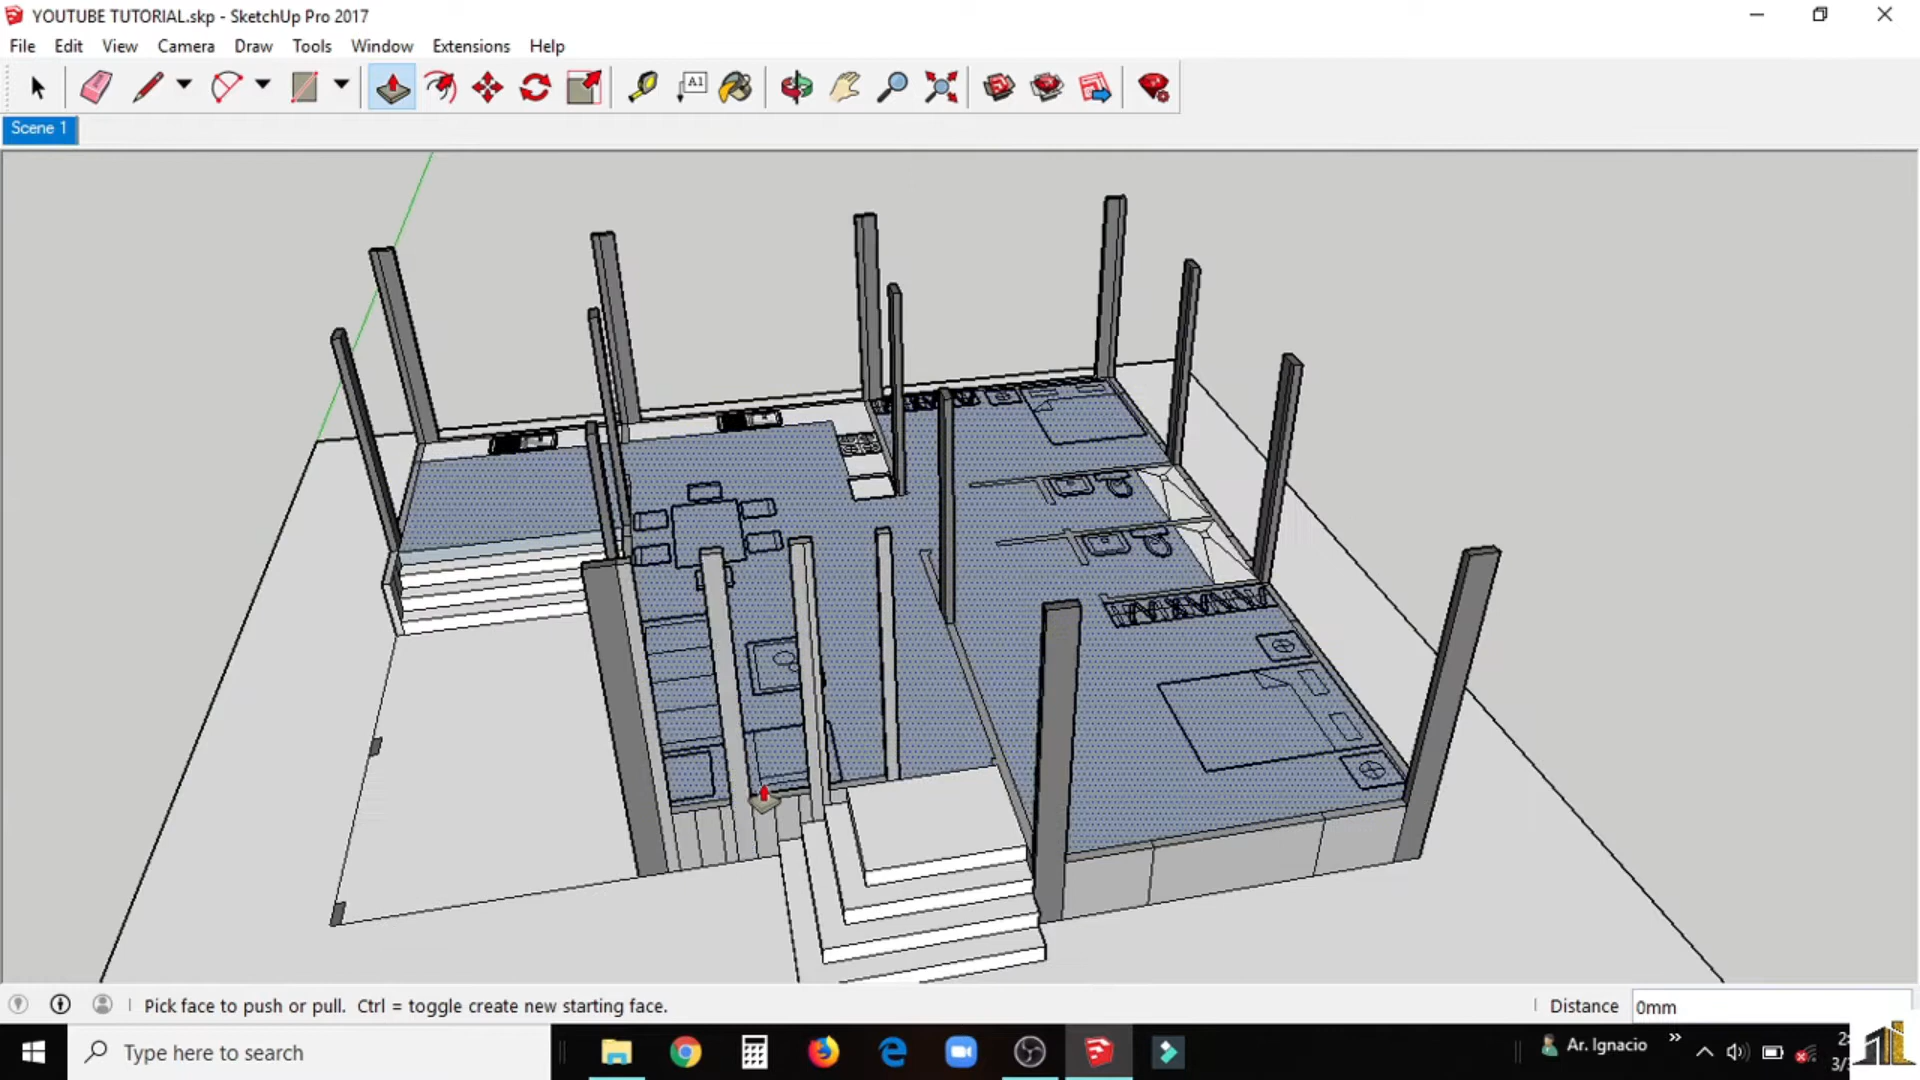 YOUTUBE TUTORIAL.skp - SketchUp Pro 2017
File Edit View Camera Draw Tools Window Extensions Help
A1
Scene 1
Pick face to push or pull. Ctrl = toggle create new starting face.
Distance 0mm
Type here to search
Ar. Ignacio